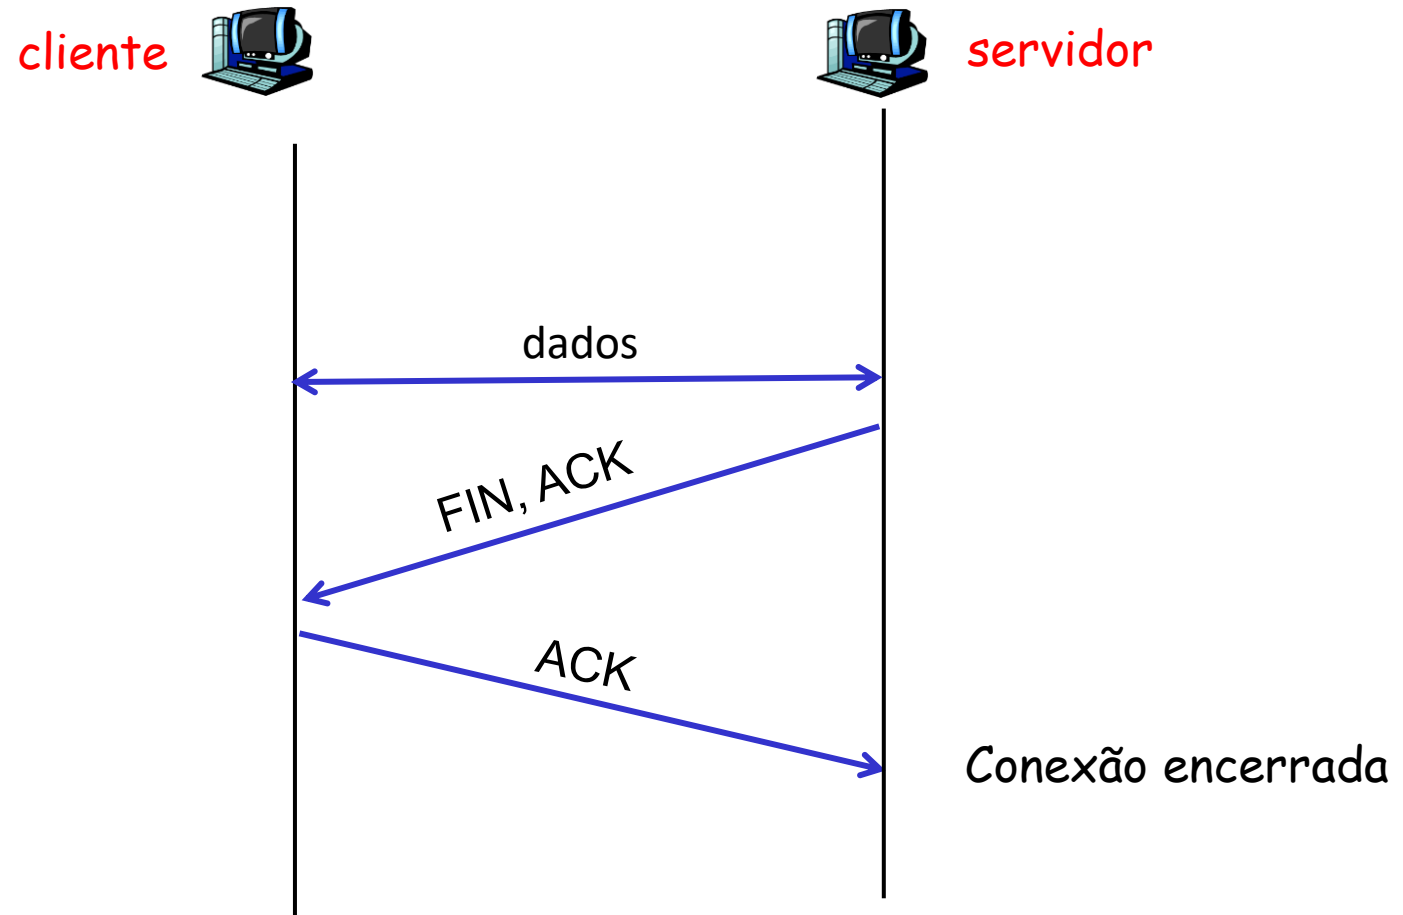 cliente
servidor
dados
FIN, ACK
ACK
Conexão encerrada